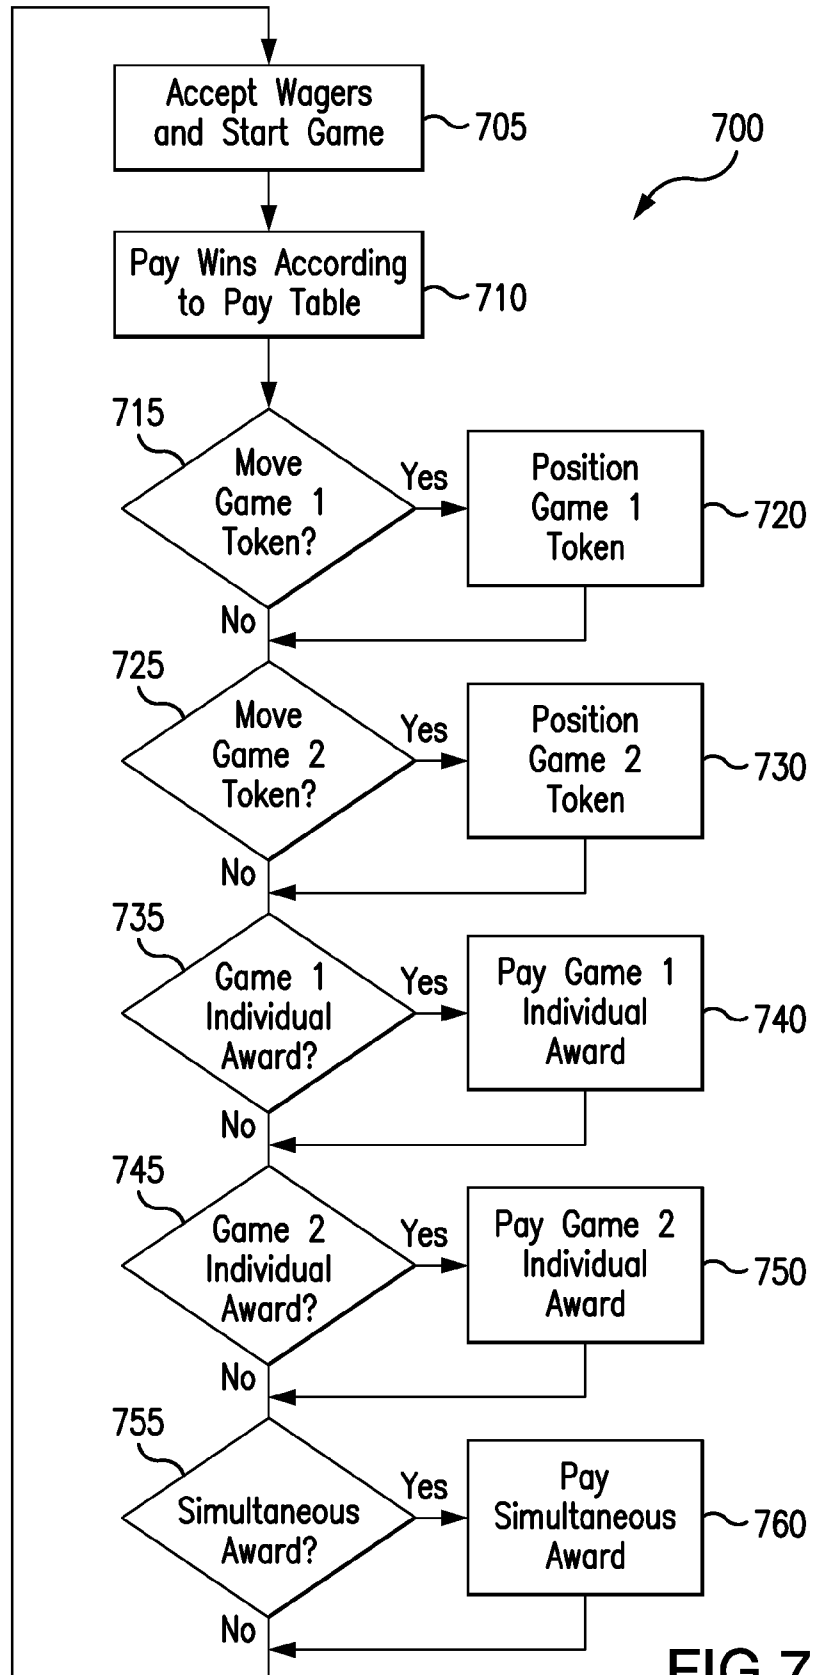 Accept Wagers
and Start Game
705
700
Pay Wins According
to Pay Table
710
715
Move
Game 1
Token?
Yes
Position
Game 1
Token
720
No
725
Move
Game 2
Token?
Yes
Position
Game 2
Token
730
No
735
Game 1
Individual
Award?
Yes
Pay Game 1
Individual
Award
740
No
745
Game 2
Individual
Award?
Yes
Pay Game 2
Individual
Award
750
No
755
Simultaneous
Award?
Yes
Pay
Simultaneous
Award
760
No
FIG.7